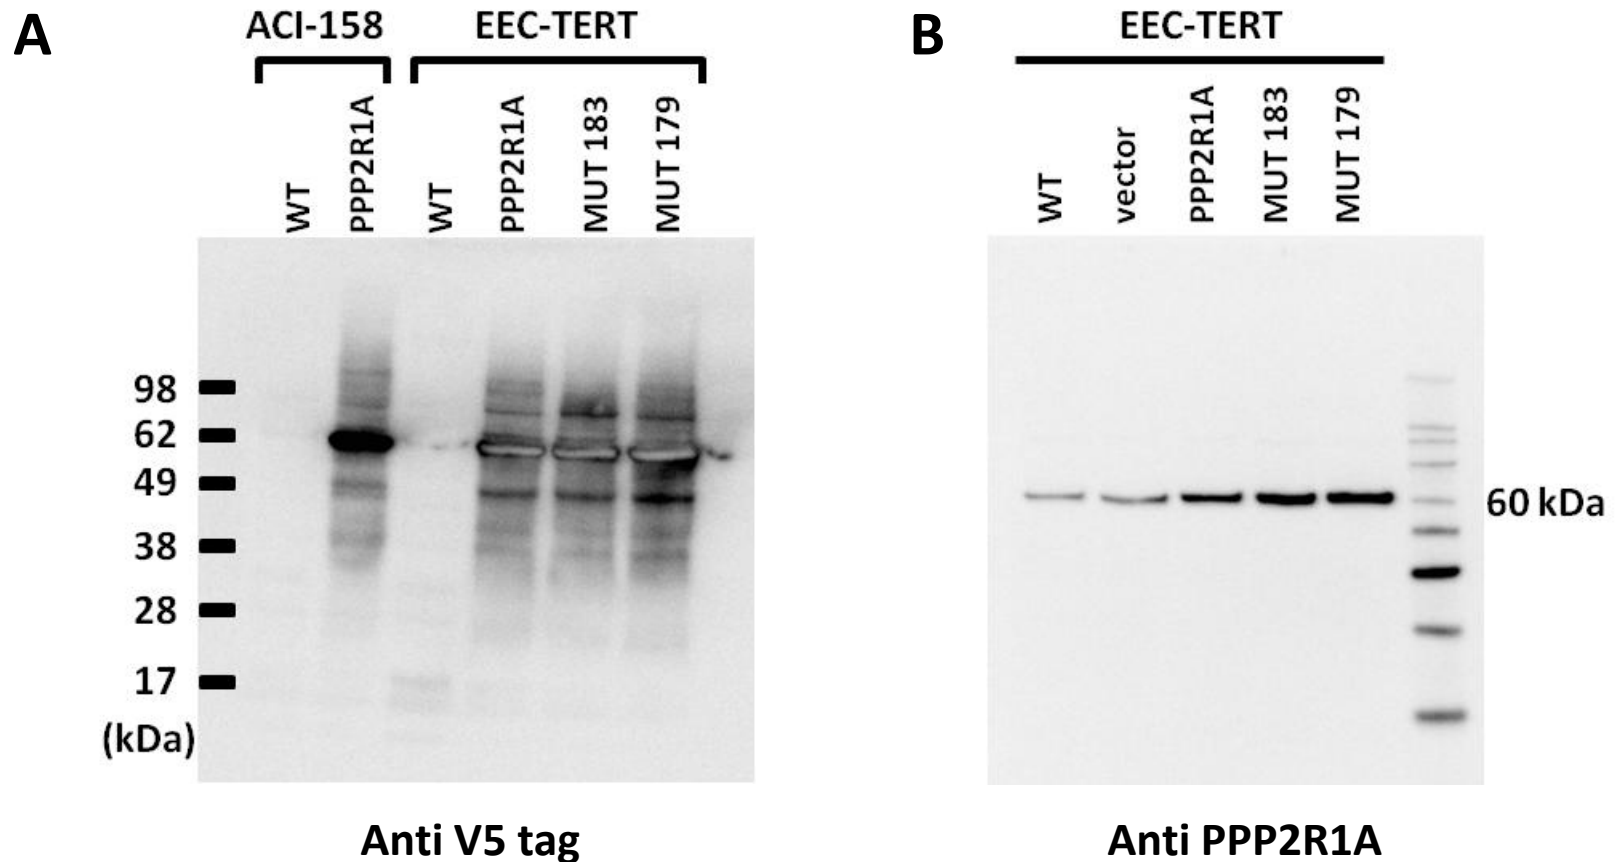 A
ACI-158
EEC-TERT
WT
PPP2R1A
WT
PPP2R1A
MUT 183
MUT 179
98
62
49
38
28
17
(kDa)
Anti V5 tag
B
EEC-TERT
WT
vector
PPP2R1A
MUT 183
MUT 179
60 kDa
Anti PPP2R1A